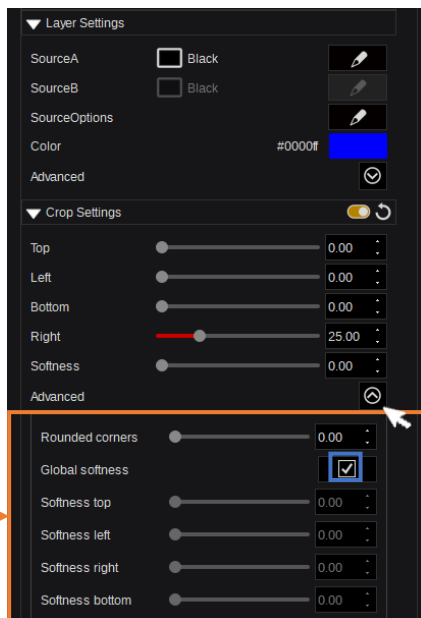 Layer Settings
SourceA Black
SourceB Black
SourceOptions
Color #0000ff
Advanced
Crop Settings
Top 0.00
Left 0.00
Bottom 0.00
Right 25.00
Softness 0.00
Advanced
Rounded corners 0.00
Global softness
Softness top 0.00
Softness left 0.00
Softness right 0.00
Softness bottom 0.00